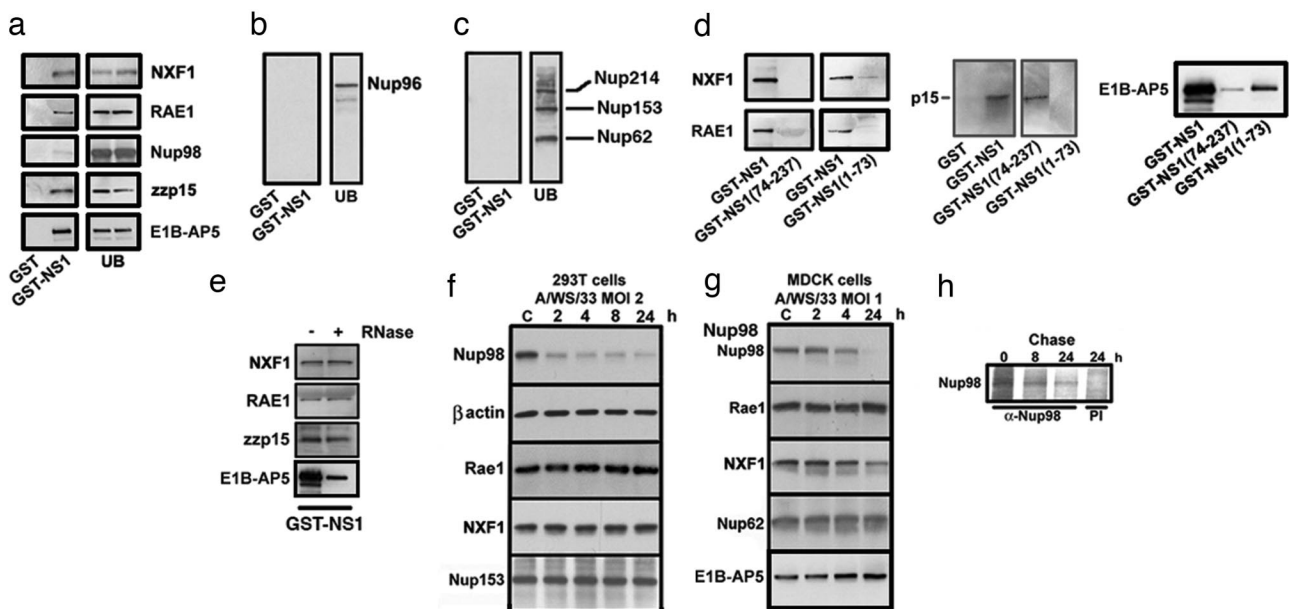 a
NXF1
RAE1
Nup98
zzp15
E1B-AP5
GST
GST-NS1
UB
b
Nup96
GST
GST-NS1
UB
c
Nup214
Nup153
Nup62
GST
GST-NS1
UB
d
NXF1
RAE1
GST-NS1
GST-NS1(74-237)
GST-NS1
GST-NS1(1-73)
p15
GST
GST-NS1
GST-NS1(74-237)
GST-NS1(1-73)
E1B-AP5
GST-NS1
GST-NS1(74-237)
GST-NS1(1-73)
e
- + RNase
NXF1
RAE1
zzp15
E1B-AP5
GST-NS1
f
293T cells
A/WS/33 MOI 2
C 2 4 8 24 h
Nup98
β actin
Rae1
NXF1
Nup153
g
MDCK cells
A/WS/33 MOI 1
C 2 4 24 h
Nup98
Nup98
Rae1
NXF1
Nup62
E1B-AP5
h
Chase
0 8 24 24 h
Nup98
α-Nup98 PI